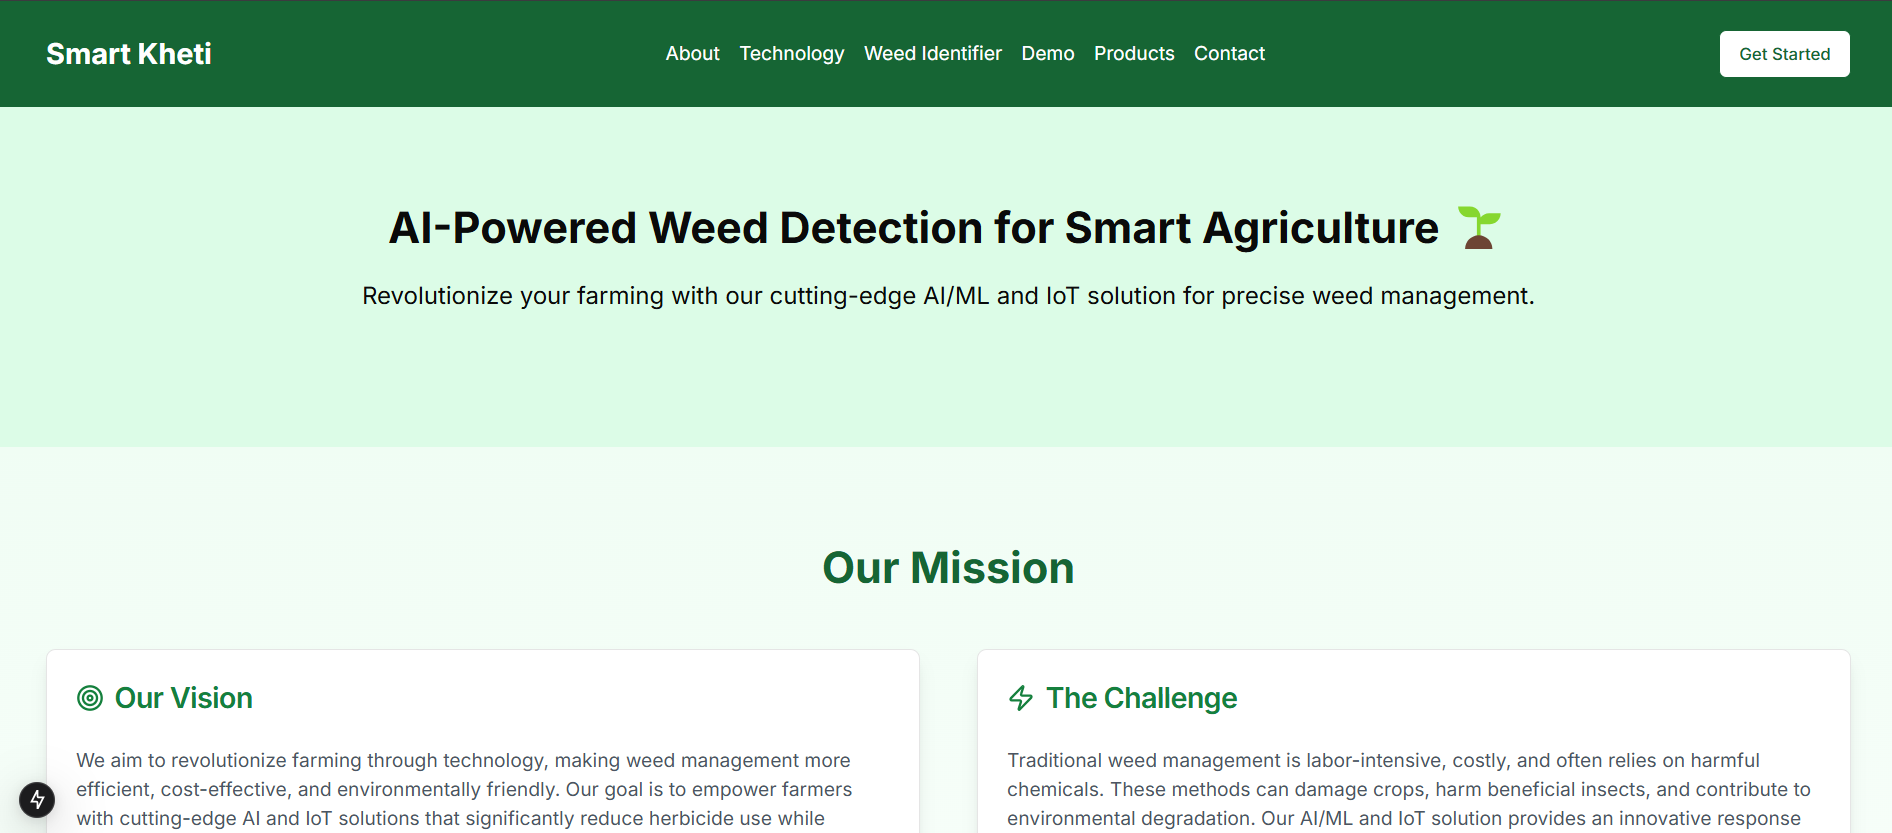 Smart Kheti
About Technology Weed Identifier Demo Products Contact
Get Started
AI-Powered Weed Detection for Smart Agriculture 🌱
Revolutionize your farming with our cutting-edge AI/ML and IoT solution for precise weed management.
Our Mission
Our Vision
We aim to revolutionize farming through technology, making weed management more
efficient, cost-effective, and environmentally friendly. Our goal is to empower farmers
with cutting-edge AI and IoT solutions that significantly reduce herbicide use while
The Challenge
Traditional weed management is labor-intensive, costly, and often relies on harmful
chemicals. These methods can damage crops, harm beneficial insects, and contribute to
environmental degradation. Our AI/ML and IoT solution provides an innovative response